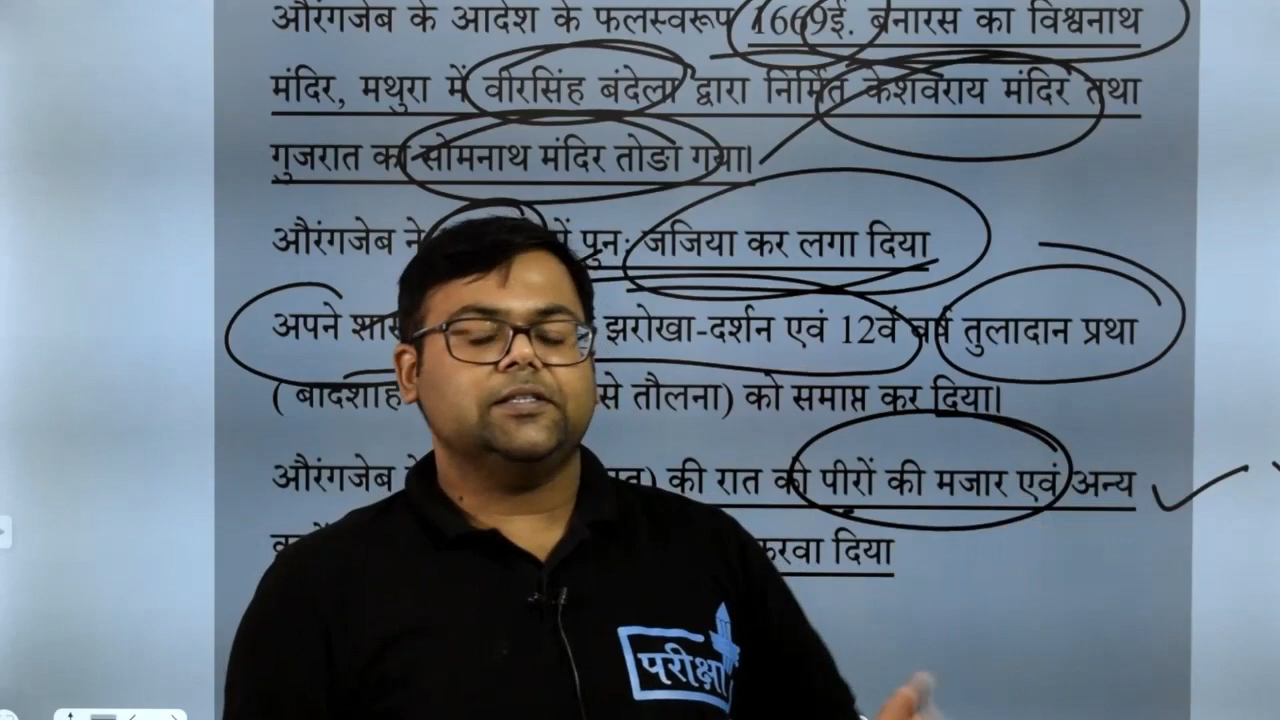 औरंगजेब के आदेश के फलस्वरूप 1669ई. बनारस का विश्वनाथ
मंदिर, मथुरा में वीरसिंह बंदेला द्वारा निर्मित केशवराय मंदिर तथा
गुजरात का सोमनाथ मंदिर तोडा गया।
औरंगजेब ने में पुन: जजिया कर लगा दिया
अपने झरोखा-दर्शन एवं 12वें वर्ष तुलादान प्रथा
( बादशाह से तौलना) को समाप्त कर दिया।
औरंगजेब की रात को पीरों की मजार एवं अन्य
करवा दिया
परीक्षा